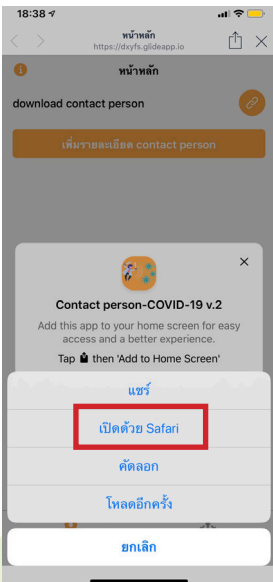 18:38
หน้าหลัก
https://dxyfs.glideapp.io
หน้าหลัก
download contact person
เพิ่มรายละเอียด contact person
Contact person-COVID-19 v.2
Add this app to your home screen for easy
access and a better experience.
Tap then 'Add to Home Screen'
แชร์
เปิดด้วย Safari
คัดลอก
โหลดอีกครั้ง
ยกเลิก